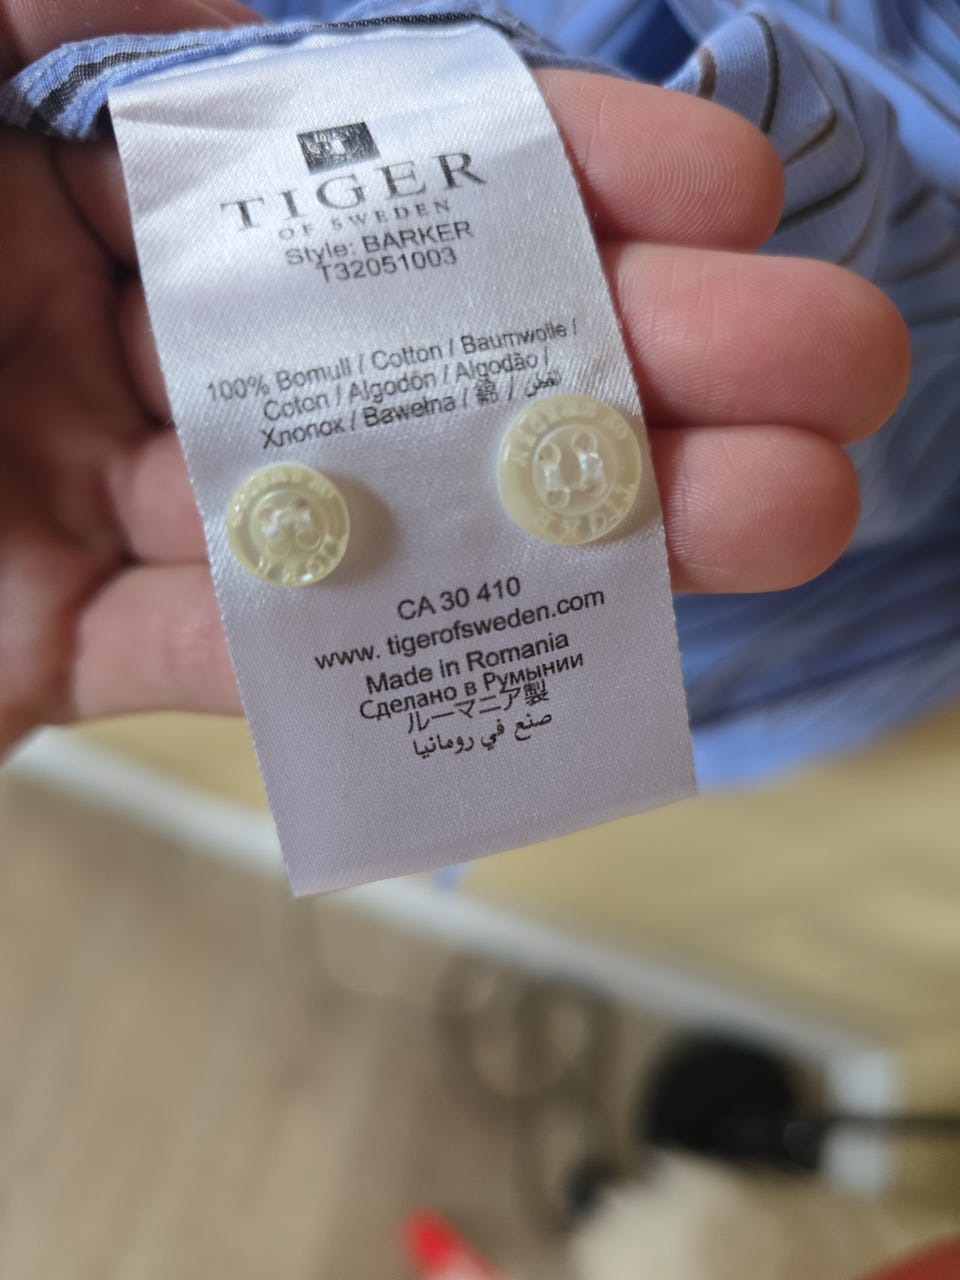 TIGER
OF SWEDEN
Style: BARKER
T32051003
100% Bomull / Cotton / Baumwolle /
Coton / Algodón / Algodão /
Хлопок / Bawełna / 綿 / القطن
CA 30 410
www. tigerofsweden.com
Made in Romania
Сделано в Румынии
ルーマニア製
صنع في رومانيا